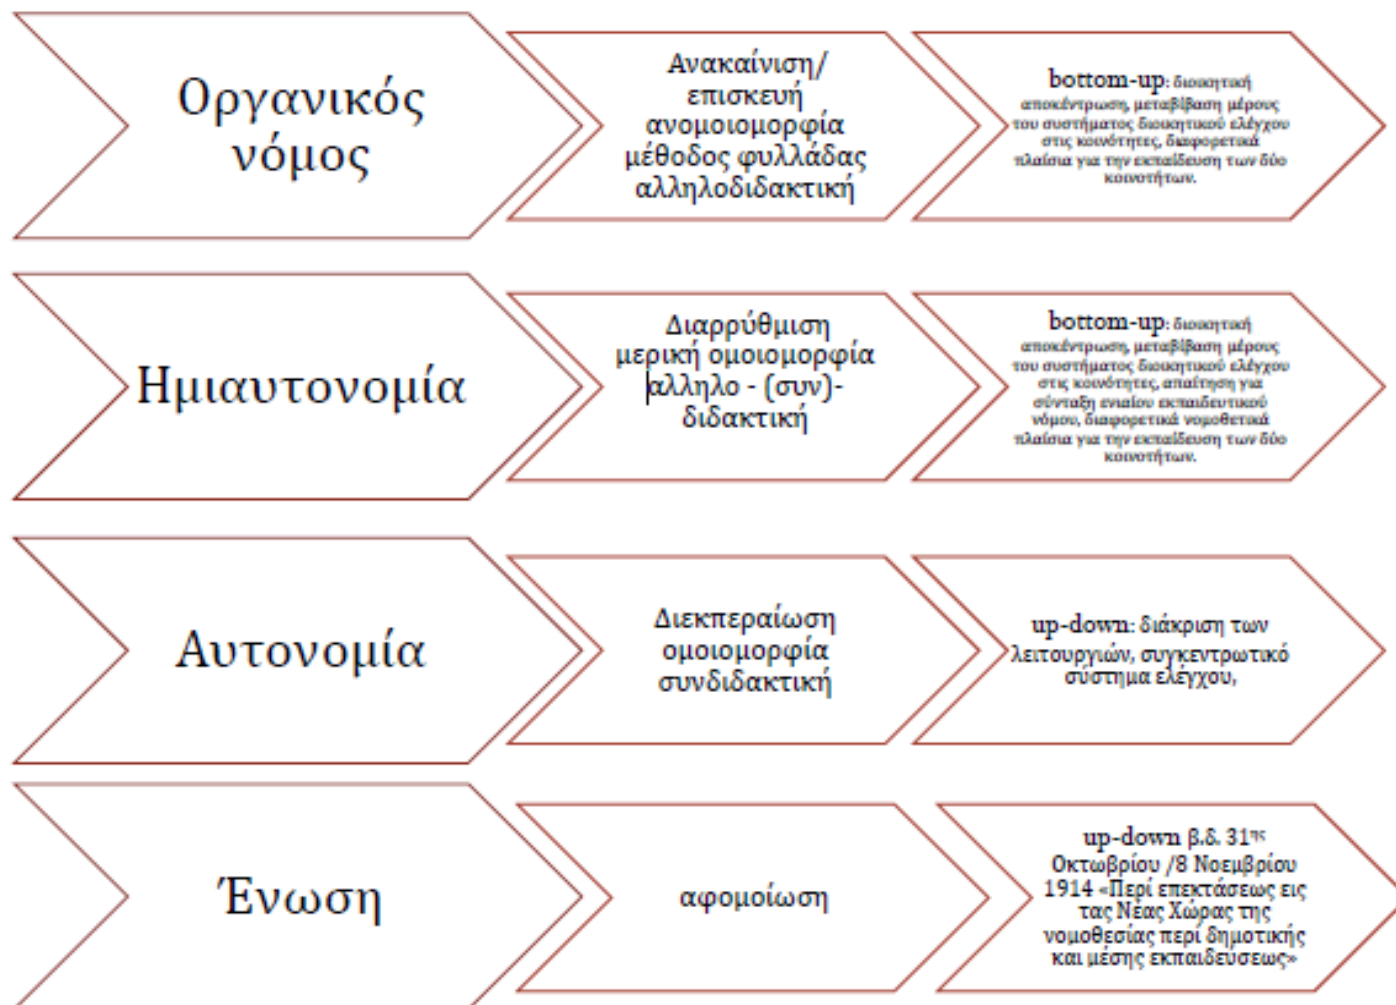 Οργανικός
νόμος
Ανακαίνιση/
επισκευή
ανομοιομορφία
μέθοδος φυλλάδας
αλληλοδιδακτική
bottom-up: διοικητική
αποκέντρωση, μεταβίβαση μέρους
του συστήματος διοικητικού ελέγχου
στις κοινότητες, διαφορετικά
πλαίσια για την εκπαίδευση των δύο
κοινοτήτων.
Ημιαυτονομία
Διαρρύθμιση
μερική ομοιομορφία
αλληλο - (συν)-
διδακτική
bottom-up: διοικητική
αποκέντρωση, μεταβίβαση μέρους
του συστήματος διοικητικού ελέγχου
στις κοινότητες, απαίτηση για
σύνταξη ενιαίου εκπαιδευτικού
νόμου, διαφορετικά νομοθετικά
πλαίσια για την εκπαίδευση των δύο
κοινοτήτων.
Αυτονομία
Διεκπεραίωση
ομοιομορφία
συνδιδακτική
up-down: διάκριση των
λειτουργιών, συγκεντρωτικό
σύστημα ελέγχου,
Ένωση
αφομοίωση
up-down β.δ. 31ης
Οκτωβρίου /8 Νοεμβρίου
1914 «Περί επεκτάσεως εις
τας Νέας Χώρας της
νομοθεσίας περί δημοτικής
και μέσης εκπαιδεύσεως»